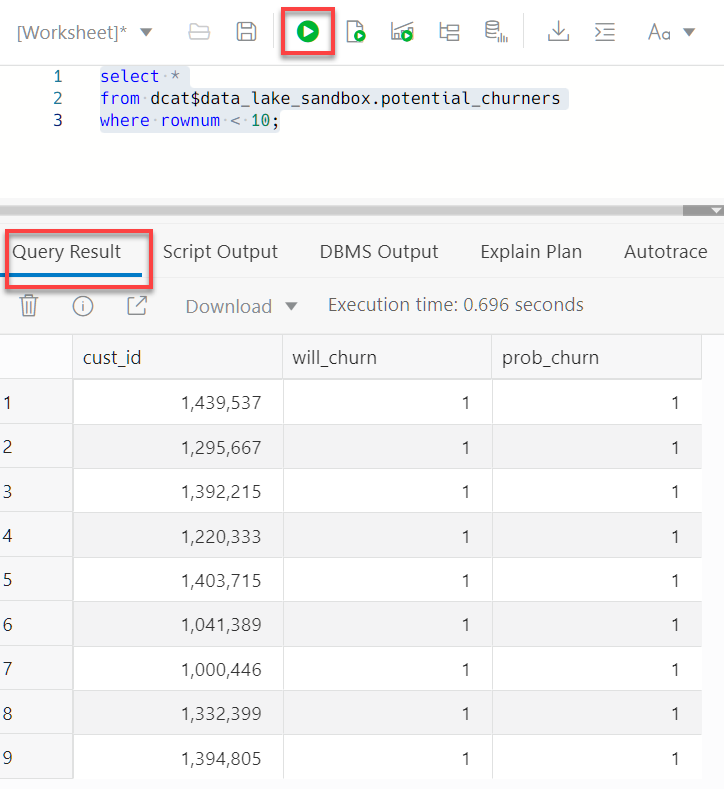 [Worksheet]* Aa
1 select *
2 from dcat$data_lake_sandbox.potential_churners
3 where rownum < 10;
Query Result Script Output DBMS Output Explain Plan Autotrace
Download Execution time: 0.696 seconds
cust_id will_churn prob_churn
1 1,439,537 1 1
2 1,295,667 1 1
3 1,392,215 1 1
4 1,220,333 1 1
5 1,403,715 1 1
6 1,041,389 1 1
7 1,000,446 1 1
8 1,332,399 1 1
9 1,394,805 1 1